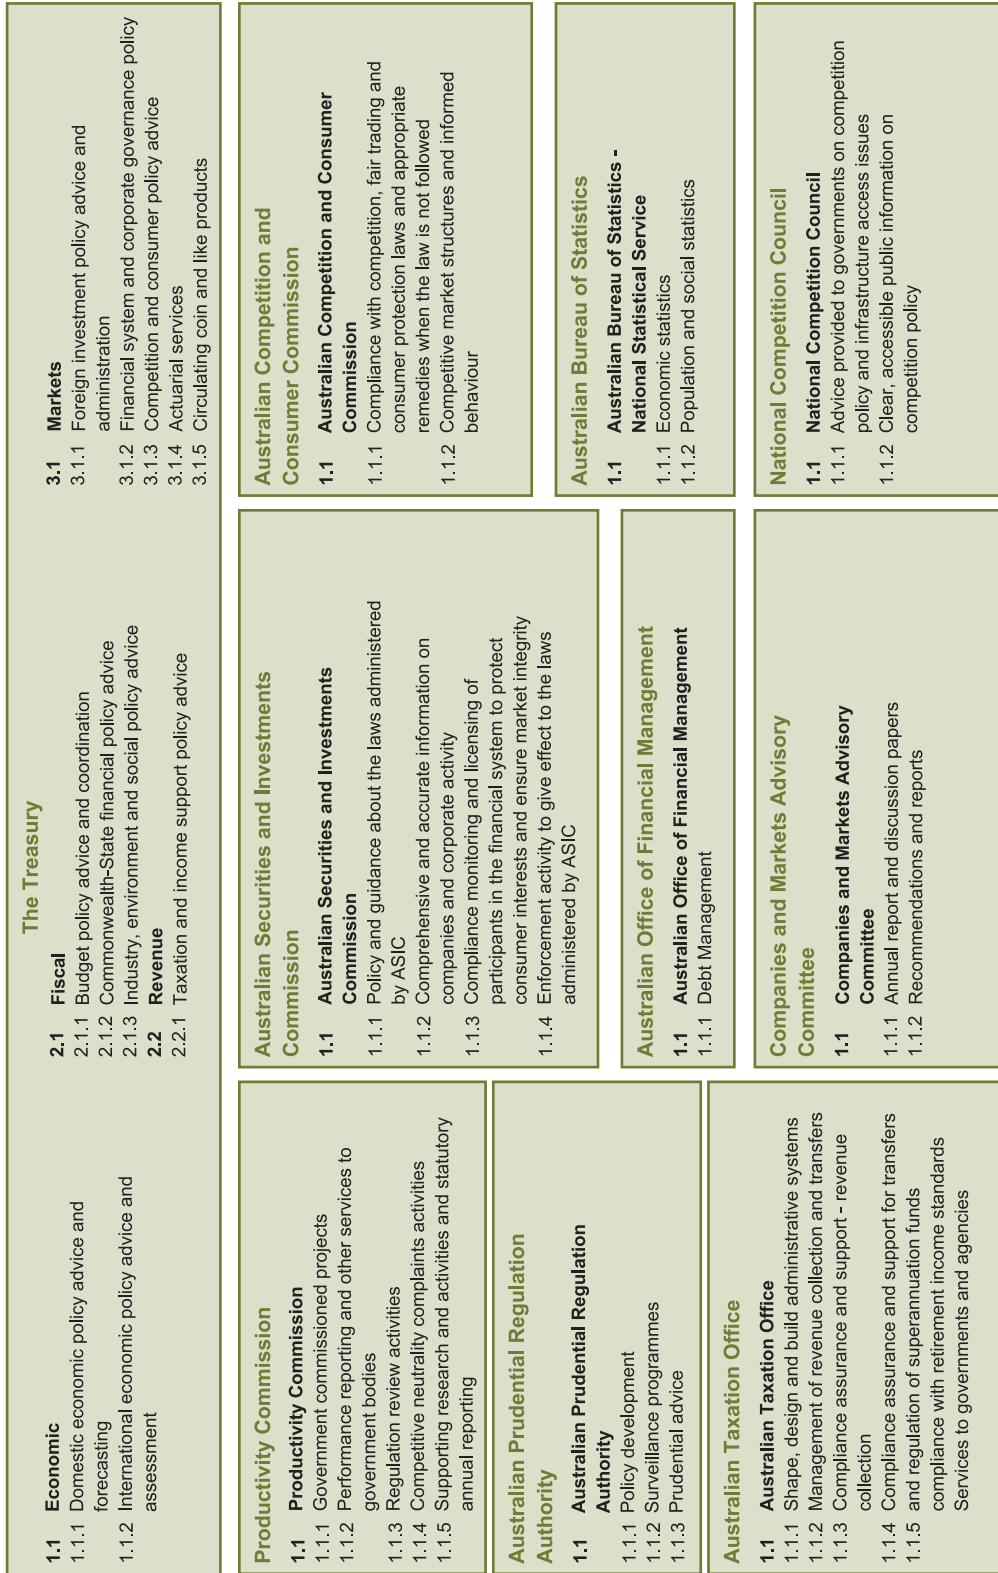 The Treasury
1.1 Economic
1.1.1 Domestic economic policy advice and
forecasting
1.1.2 International economic policy advice and
assessment
2.1 Fiscal
2.1.1 Budget policy advice and coordination
2.1.2 Commonwealth-State financial policy advice
2.1.3 Industry, environment and social policy advice
2.2 Revenue
2.2.1 Taxation and income support policy advice
3.1 Markets
3.1.1 Foreign investment policy advice and
administration
3.1.2 Financial system and corporate governance policy
3.1.3 Competition and consumer policy advice
3.1.4 Actuarial services
3.1.5 Circulating coin and like products
Productivity Commission
1.1 Productivity Commission
1.1.1 Government commissioned projects
1.1.2 Performance reporting and other services to
government bodies
1.1.3 Regulation review activities
1.1.4 Competitive neutrality complaints activities
1.1.5 Supporting research and activities and statutory
annual reporting
Australian Prudential Regulation
Authority
1.1 Australian Prudential Regulation
Authority
1.1.1 Policy development
1.1.2 Surveillance programmes
1.1.3 Prudential advice
Australian Taxation Office
1.1 Australian Taxation Office
1.1.1 Shape, design and build administrative systems
1.1.2 Management of revenue collection and transfers
1.1.3 Compliance assurance and support - revenue
collection
1.1.4 Compliance assurance and support for transfers
1.1.5 and regulation of superannuation funds
compliance with retirement income standards
Services to governments and agencies
Australian Securities and Investments
Commission
1.1 Australian Securities and Investments
Commission
1.1.1 Policy and guidance about the laws administered
by ASIC
1.1.2 Comprehensive and accurate information on
companies and corporate activity
1.1.3 Compliance monitoring and licensing of
participants in the financial system to protect
consumer interests and ensure market integrity
1.1.4 Enforcement activity to give effect to the laws
administered by ASIC
Australian Office of Financial Management
1.1 Australian Office of Financial Management
1.1.1 Debt Management
Companies and Markets Advisory
Committee
1.1 Companies and Markets Advisory
Committee
1.1.1 Annual report and discussion papers
1.1.2 Recommendations and reports
Australian Competition and
Consumer Commission
1.1 Australian Competition and Consumer
Commission
1.1.1 Compliance with competition, fair trading and
consumer protection laws and appropriate
remedies when the law is not followed
1.1.2 Competitive market structures and informed
behaviour
Australian Bureau of Statistics
1.1 Australian Bureau of Statistics -
National Statistical Service
1.1.1 Economic statistics
1.1.2 Population and social statistics
National Competition Council
1.1 National Competition Council
1.1.1 Advice provided to governments on competition
policy and infrastructure access issues
1.1.2 Clear, accessible public information on
competition policy